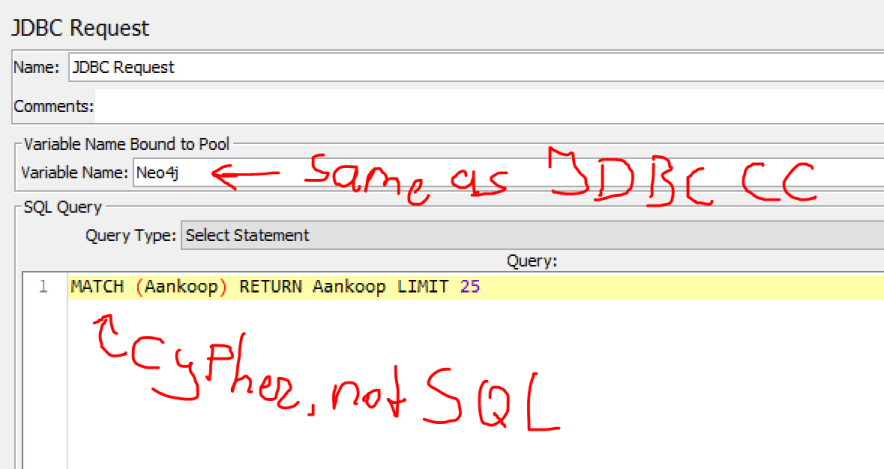 JDBC Request
Name: JDBC Request
Comments:
Variable Name Bound to Pool
Variable Name: Neo4j ← same as JDBC CC
SQL Query
Query Type: Select Statement
Query:
1 MATCH (Aankoop) RETURN Aankoop LIMIT 25
Cypher, not SQL